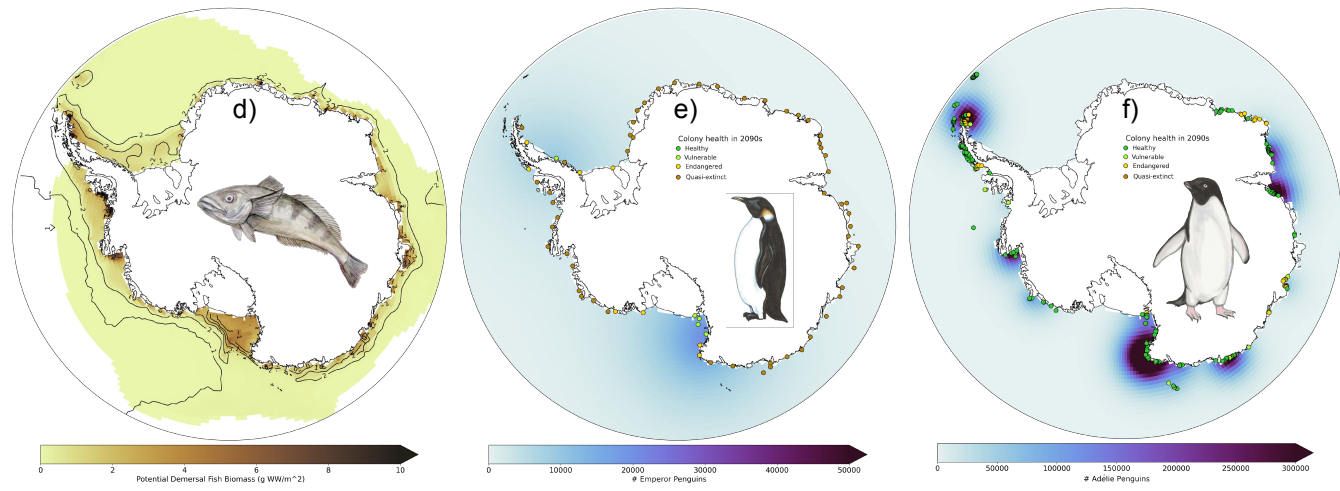 d)
0 2 4 6 8 10
Potential Demersal Fish Biomass (g WW/m^2)
e)
Colony health in 2090s
Healthy
Vulnerable
Endangered
Quasi-extinct
0 10000 20000 30000 40000 50000
# Emperor Penguins
f)
Colony health in 2090s
Healthy
Vulnerable
Endangered
Quasi-extinct
0 50000 100000 150000 200000 250000 300000
# Adélie Penguins